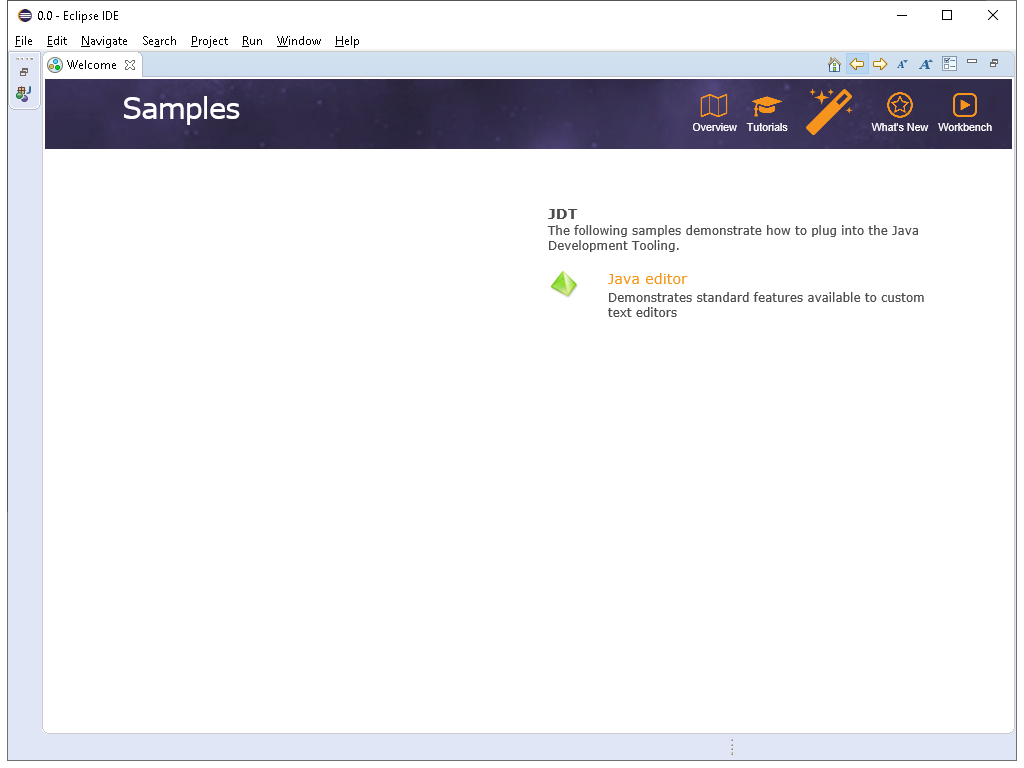 0.0 - Eclipse IDE
File Edit Navigate Search Project Run Window Help
Welcome
Samples
Overview Tutorials What's New Workbench
JDT
The following samples demonstrate how to plug into the Java
Development Tooling.
Java editor
Demonstrates standard features available to custom
text editors